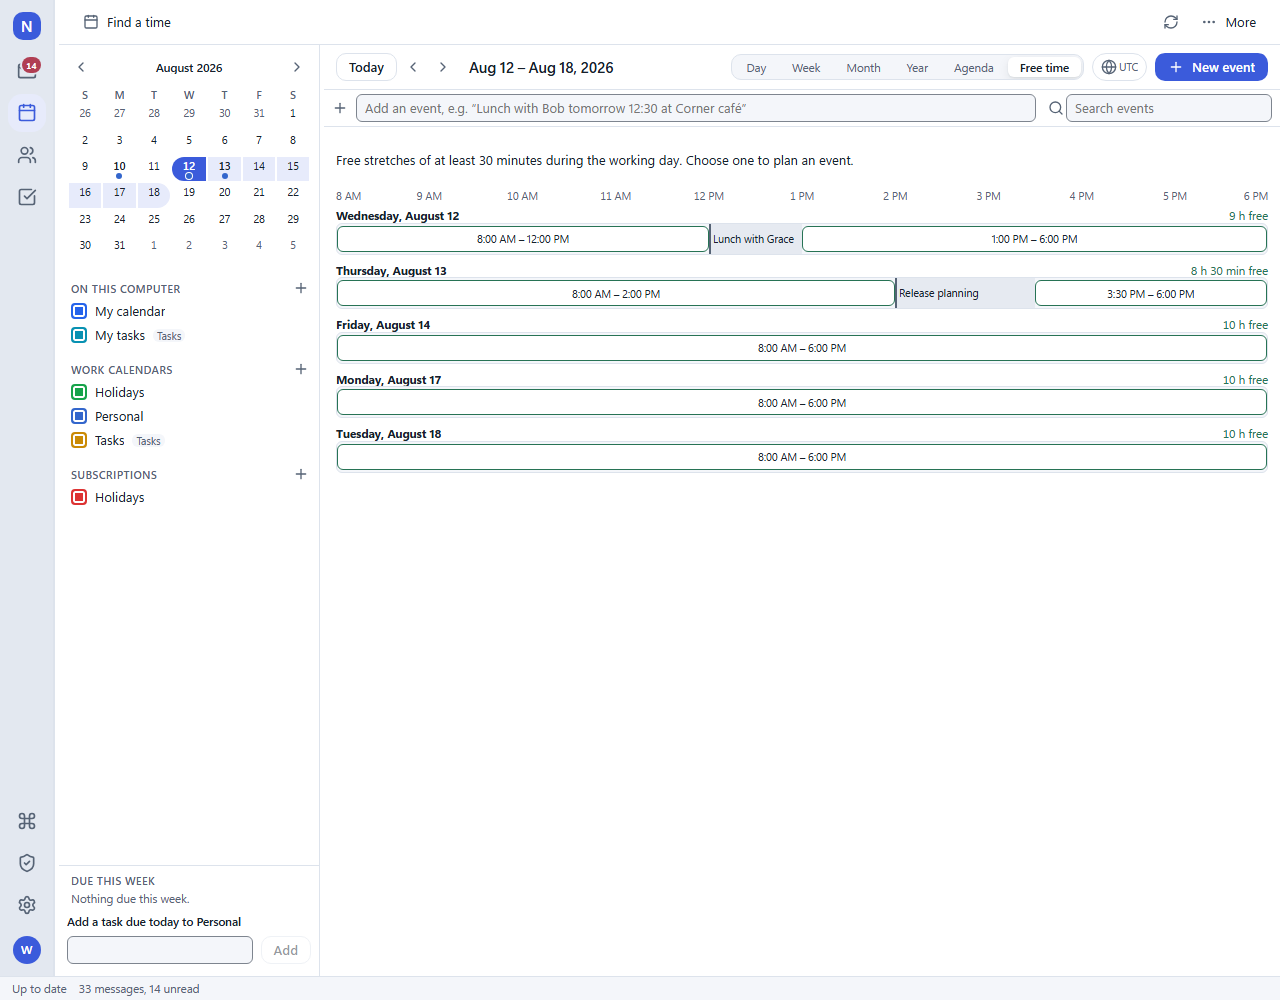 N
Find a time
More
14
August 2026
S M T W T F S
26 27 28 29 30 31 1
2 3 4 5 6 7 8
9 10 11 12 13 14 15
16 17 18 19 20 21 22
23 24 25 26 27 28 29
30 31 1 2 3 4 5
ON THIS COMPUTER
My calendar
My tasks Tasks
WORK CALENDARS
Holidays
Personal
Tasks Tasks
SUBSCRIPTIONS
Holidays
DUE THIS WEEK
Nothing due this week.
Add a task due today to Personal
Add
W
Today
Aug 12 – Aug 18, 2026
Day Week Month Year Agenda Free time
UTC
New event
Add an event, e.g. “Lunch with Bob tomorrow 12:30 at Corner café”
Search events
Free stretches of at least 30 minutes during the working day. Choose one to plan an event.
8 AM 9 AM 10 AM 11 AM 12 PM 1 PM 2 PM 3 PM 4 PM 5 PM 6 PM
Wednesday, August 12 9 h free
8:00 AM – 12:00 PM Lunch with Grace 1:00 PM – 6:00 PM
Thursday, August 13 8 h 30 min free
8:00 AM – 2:00 PM Release planning 3:30 PM – 6:00 PM
Friday, August 14 10 h free
8:00 AM – 6:00 PM
Monday, August 17 10 h free
8:00 AM – 6:00 PM
Tuesday, August 18 10 h free
8:00 AM – 6:00 PM
Up to date 33 messages, 14 unread